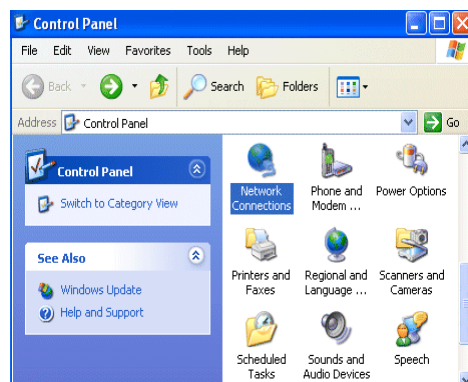 Control Panel
File Edit View Favorites Tools Help
Back Search Folders
Address Control Panel Go
Control Panel
Switch to Category View
See Also
Windows Update
Help and Support
Network Connections
Phone and Modem ...
Power Options
Printers and Faxes
Regional and Language ...
Scanners and Cameras
Scheduled Tasks
Sounds and Audio Devices
Speech